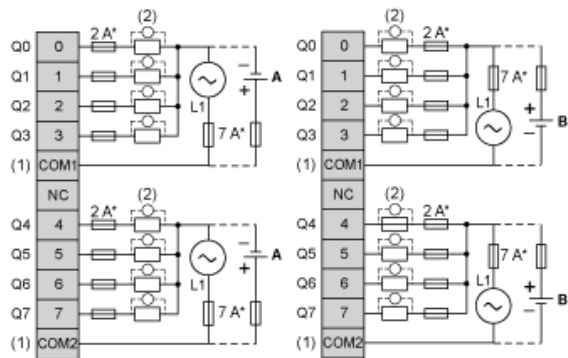 (2) (2)
Q0 0 2 A* Q0 0 2 A*
Q1 1 − A Q1 1 7 A*
Q2 2 + L1 Q2 2 L1 +
Q3 3 7 A* Q3 3 − B
(1) COM1 (1) COM1
NC NC
(2) (2)
Q4 4 2 A* Q4 4 2 A*
Q5 5 − A Q5 5 7 A*
Q6 6 + L1 Q6 6 L1 +
Q7 7 7 A* Q7 7 − B
(1) COM2 (1) COM2